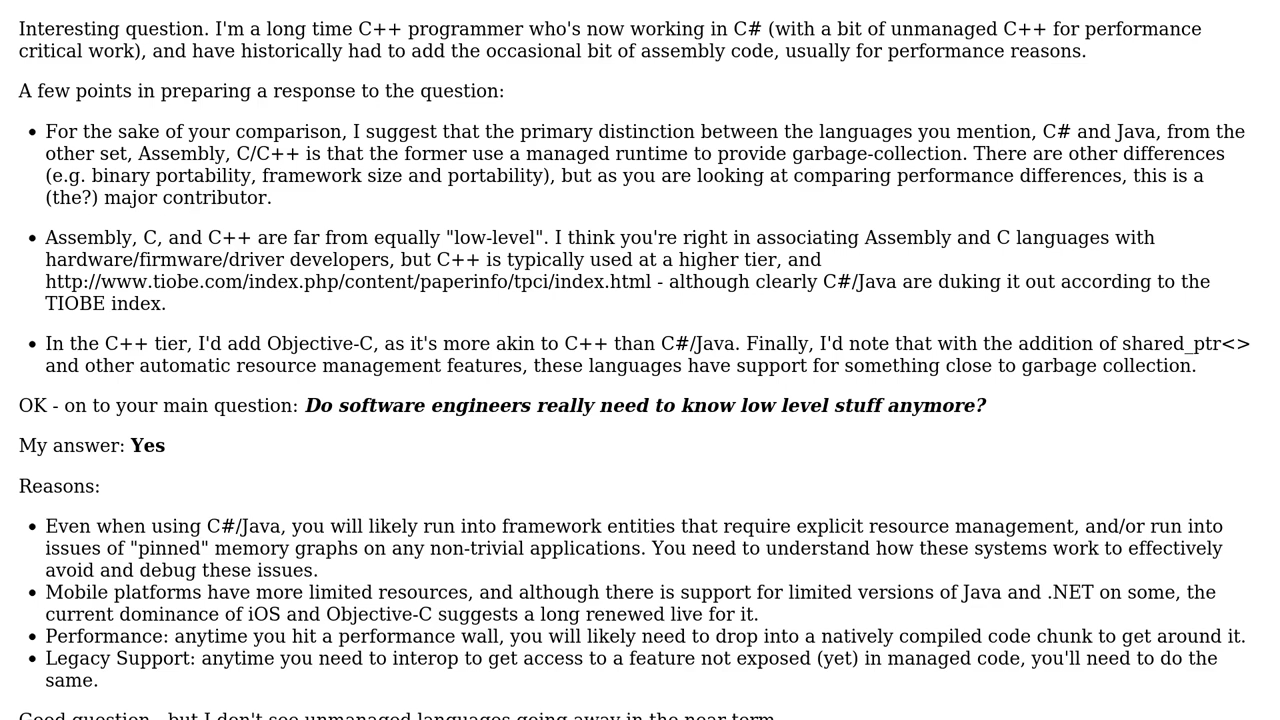 Interesting question. I'm a long time C++ programmer who's now working in C# (with a bit of unmanaged C++ for performance
critical work), and have historically had to add the occasional bit of assembly code, usually for performance reasons.
A few points in preparing a response to the question:
• For the sake of your comparison, I suggest that the primary distinction between the languages you mention, C# and Java, from the
other set, Assembly, C/C++ is that the former use a managed runtime to provide garbage-collection. There are other differences
(e.g. binary portability, framework size and portability), but as you are looking at comparing performance differences, this is a
(the?) major contributor.
• Assembly, C, and C++ are far from equally "low-level". I think you're right in associating Assembly and C languages with
hardware/firmware/driver developers, but C++ is typically used at a higher tier, and
http://www.tiobe.com/index.php/content/paperinfo/tpci/index.html - although clearly C#/Java are duking it out according to the
TIOBE index.
• In the C++ tier, I'd add Objective-C, as it's more akin to C++ than C#/Java. Finally, I'd note that with the addition of shared_ptr<>
and other automatic resource management features, these languages have support for something close to garbage collection.
OK - on to your main question: Do software engineers really need to know low level stuff anymore?
My answer: Yes
Reasons:
• Even when using C#/Java, you will likely run into framework entities that require explicit resource management, and/or run into
issues of "pinned" memory graphs on any non-trivial applications. You need to understand how these systems work to effectively
avoid and debug these issues.
• Mobile platforms have more limited resources, and although there is support for limited versions of Java and .NET on some, the
current dominance of iOS and Objective-C suggests a long renewed live for it.
• Performance: anytime you hit a performance wall, you will likely need to drop into a natively compiled code chunk to get around it.
• Legacy Support: anytime you need to interop to get access to a feature not exposed (yet) in managed code, you'll need to do the
same.
Good question - but I don't see unmanaged languages going away in the near term